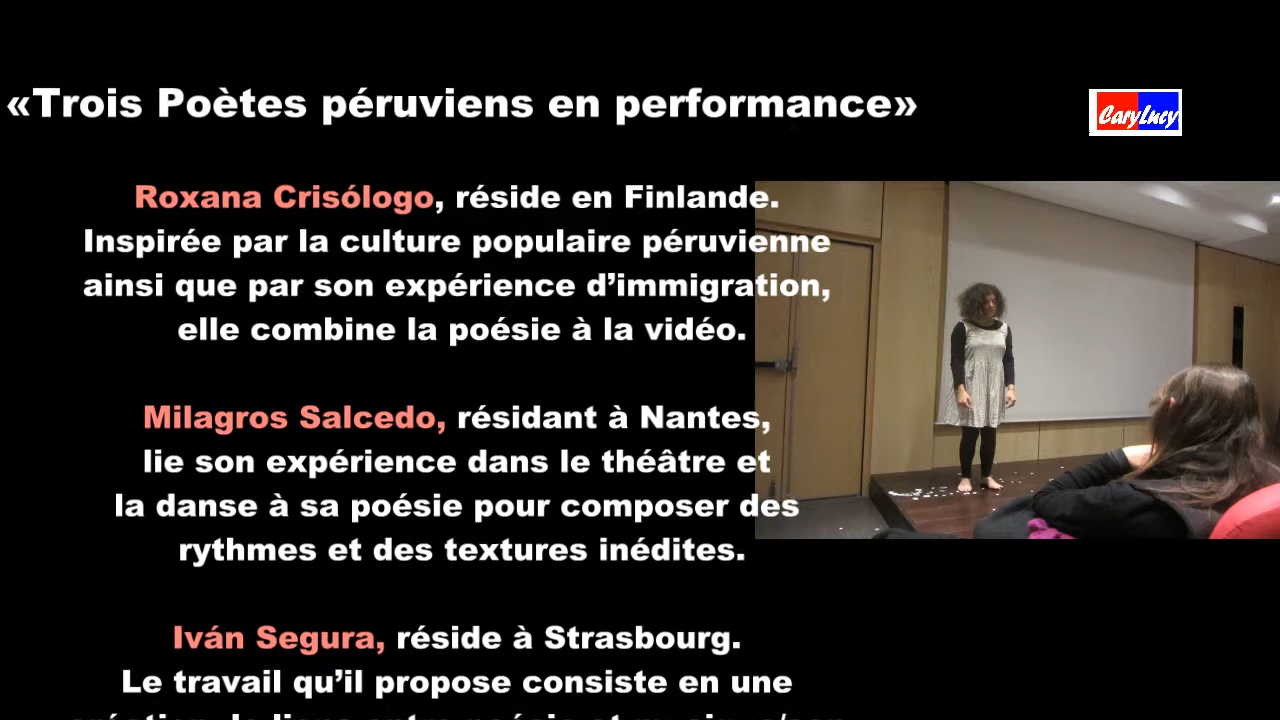 «Trois Poètes péruviens en performance»
CaryLucy
Roxana Crisólogo, réside en Finlande.
Inspirée par la culture populaire péruvienne
ainsi que par son expérience d’immigration,
elle combine la poésie à la vidéo.
Milagros Salcedo, résidant à Nantes,
lie son expérience dans le théâtre et
la danse à sa poésie pour composer des
rythmes et des textures inédites.
Iván Segura, réside à Strasbourg.
Le travail qu’il propose consiste en une